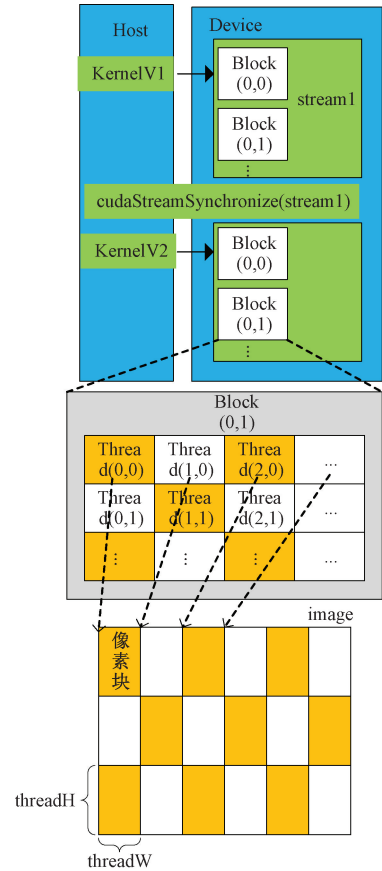 Host
Device
KernelV1
Block
(0,0)
stream1
Block
(0,1)
...
cudaStreamSynchronize(stream1)
KernelV2
Block
(0,0)
Block
(0,1)
...
Block
(0,1)
Threa
d(0,0)
Threa
d(1,0)
Threa
d(2,0)
...
Threa
d(0,1)
Threa
d(1,1)
Threa
d(2,1)
...
...
...
...
...
image
像
素
块
threadH
threadW